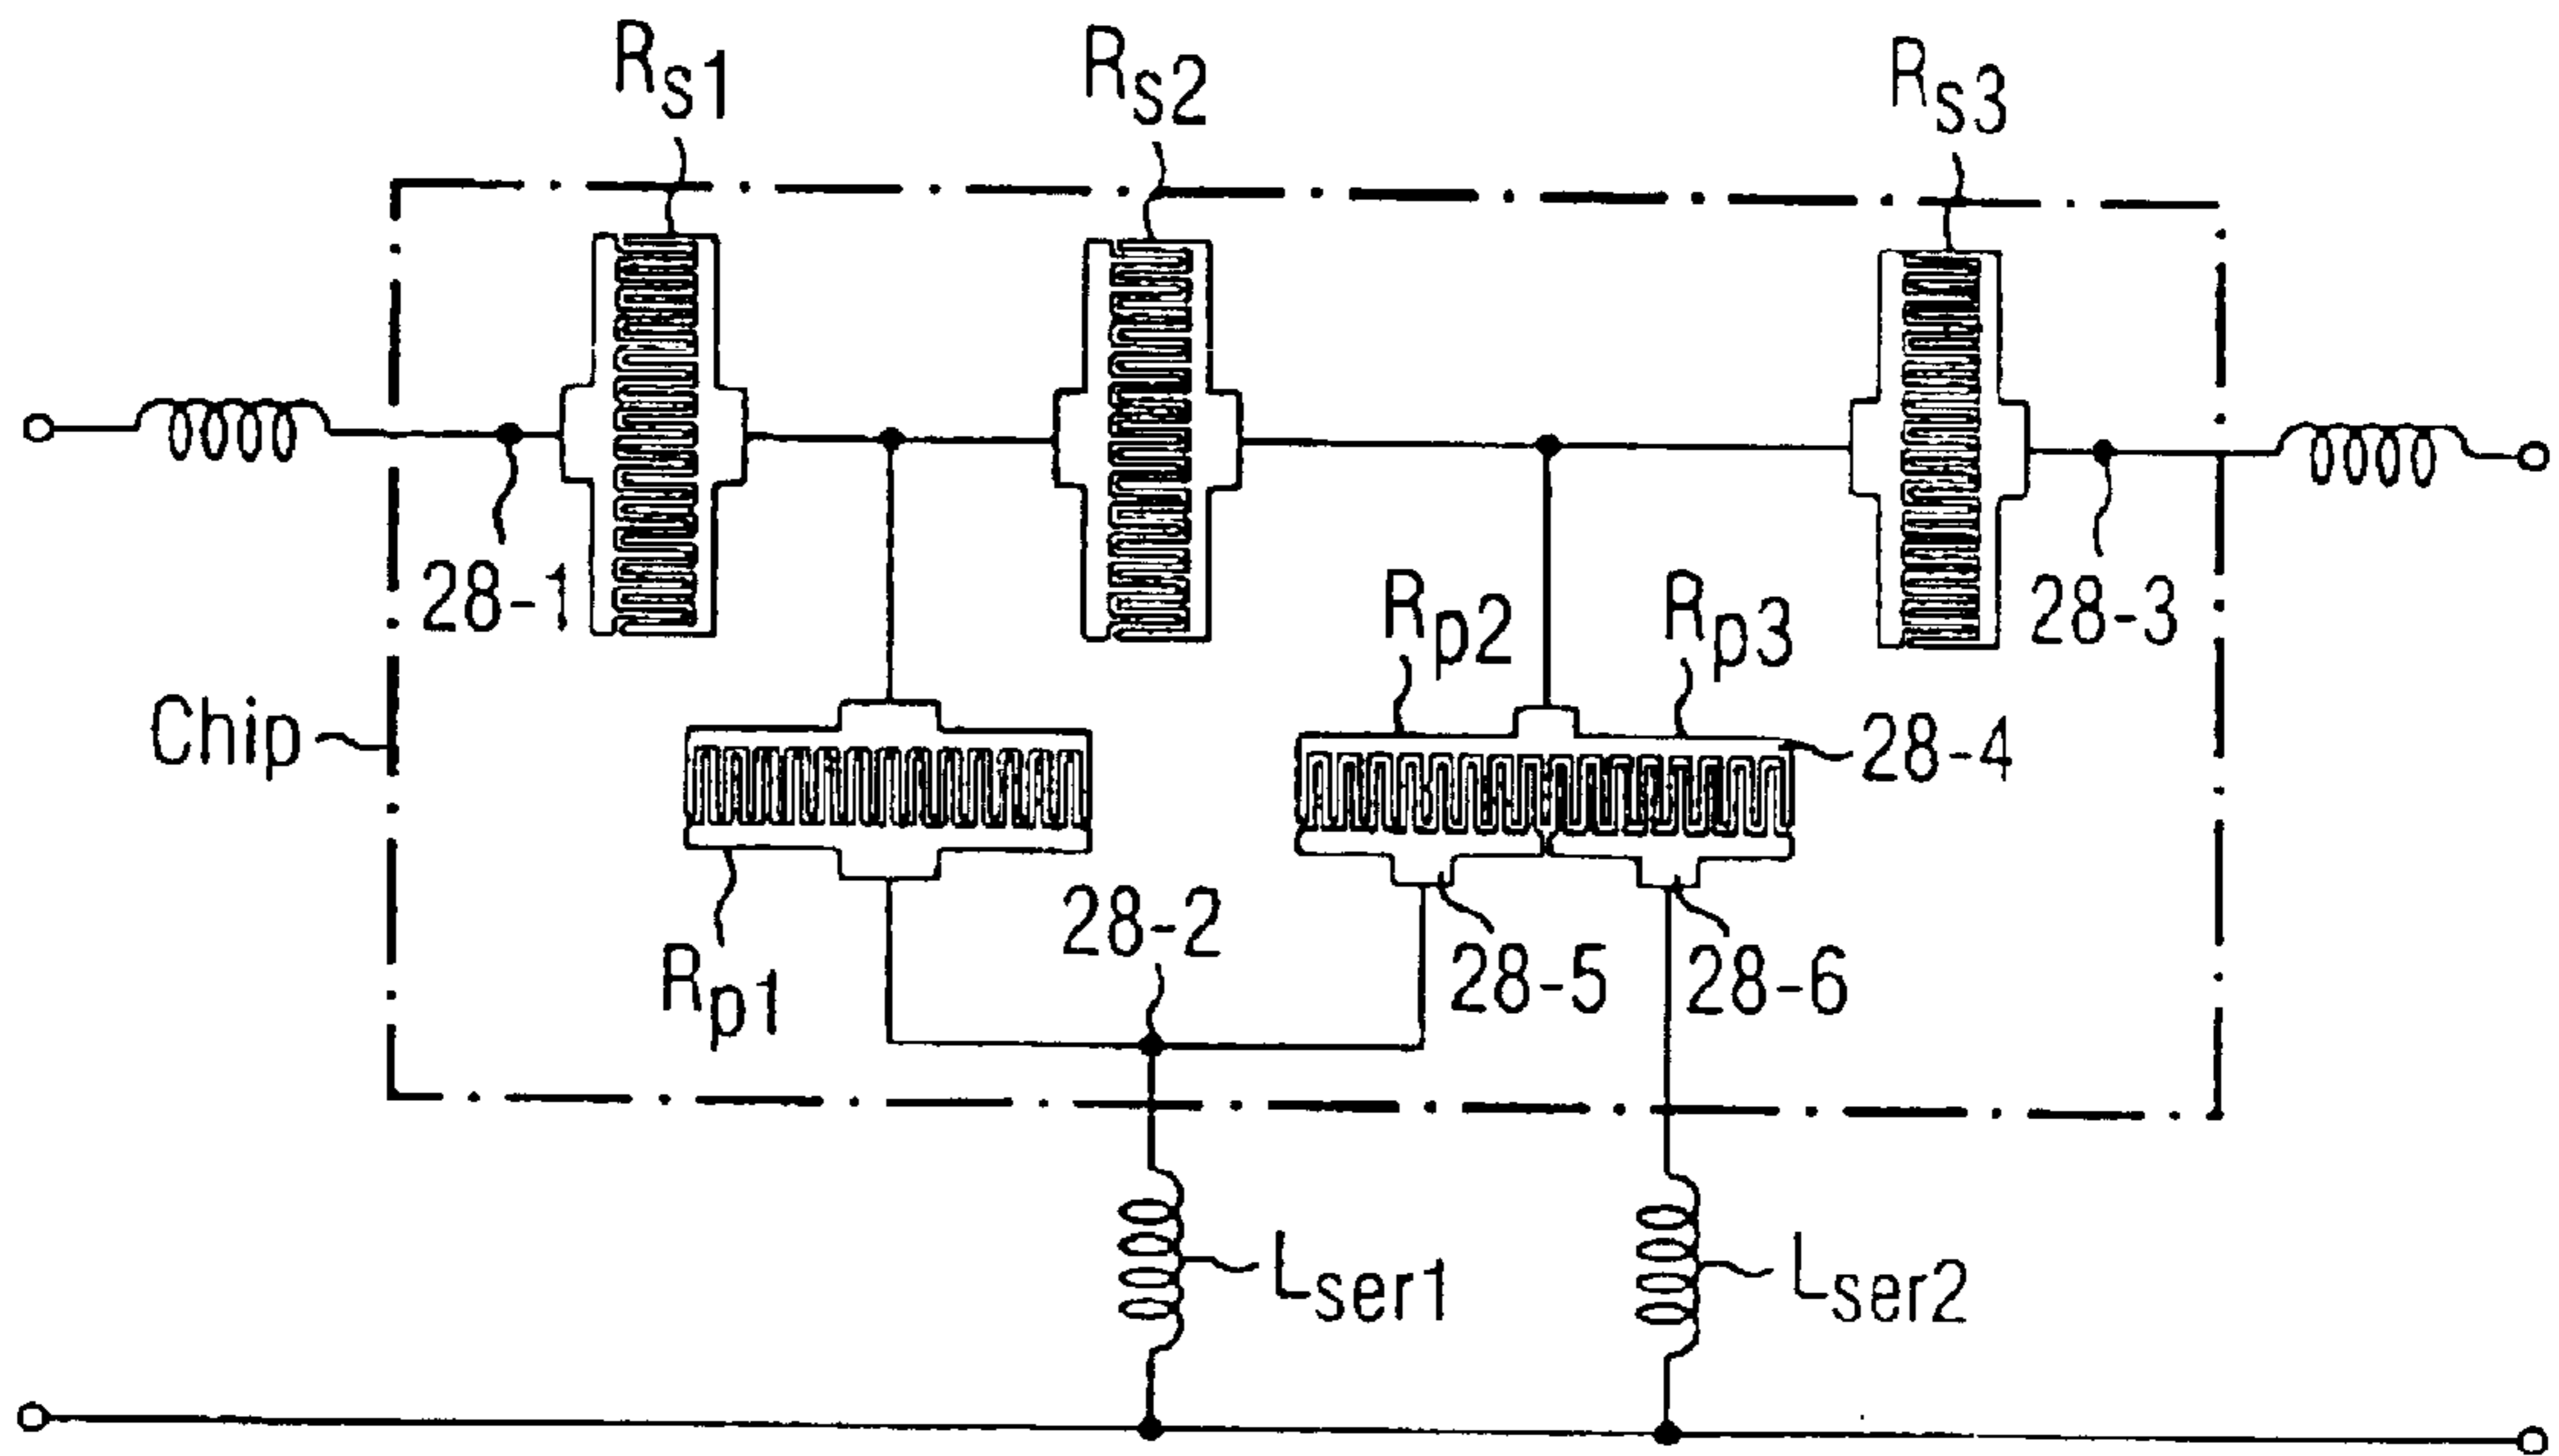 Rs1
Rs2
Rs3
28-1
28-3
Chip
Rp2
Rp3
28-4
Rp1
28-2
28-5
28-6
Lser1
Lser2